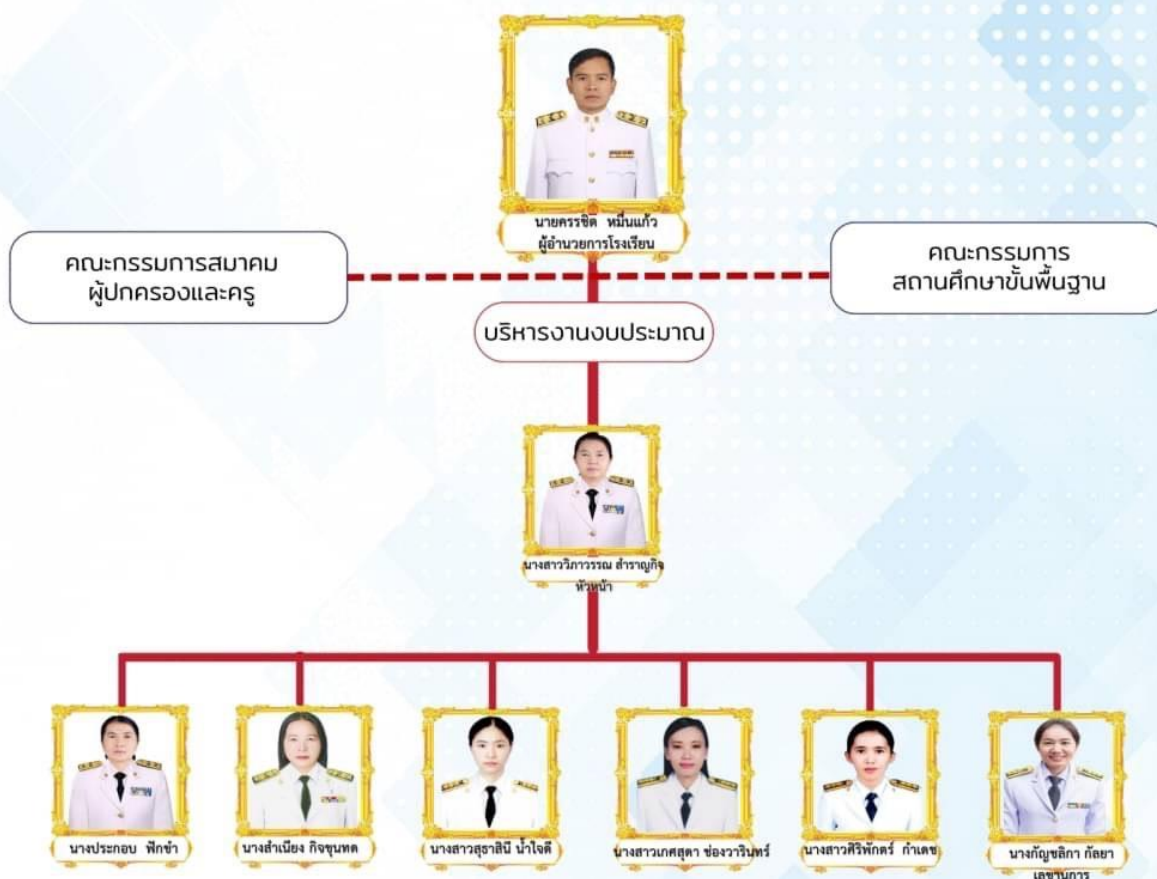 นายครรชิต หมื่นแก้ว
ผู้อำนวยการโรงเรียน
คณะกรรมการสมาคม
ผู้ปกครองและครู
คณะกรรมการ
สถานศึกษาขั้นพื้นฐาน
บริหารงานงบประมาณ
นางสาววิภาวรรณ สำราญกิจ
หัวหน้า
นางประกอบ ฟักขำ
นางสำเนียง กิจขุนทด
นางสาวสุธาสินี น้ำใจดี
นางสาวเกศสุดา ช่องวารินทร์
นางสาวศิริพักตร์ กำเดช
นางกัญชลิกา กัลยา
เลขานุการ